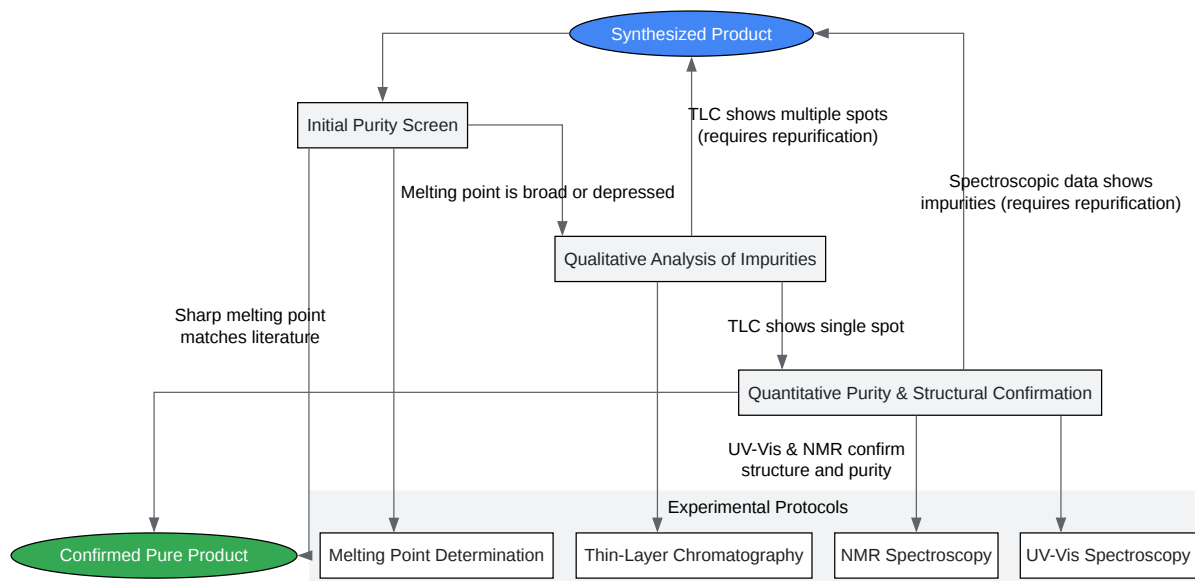 Synthesized Product
TLC shows multiple spots
(requires repurification)
Initial Purity Screen
Melting point is broad or depressed
Spectroscopic data shows
impurities (requires repurification)
Qualitative Analysis of Impurities
Sharp melting point
matches literature
TLC shows single spot
Quantitative Purity & Structural Confirmation
UV-Vis & NMR confirm
structure and purity
Experimental Protocols
Confirmed Pure Product
Melting Point Determination
Thin-Layer Chromatography
NMR Spectroscopy
UV-Vis Spectroscopy